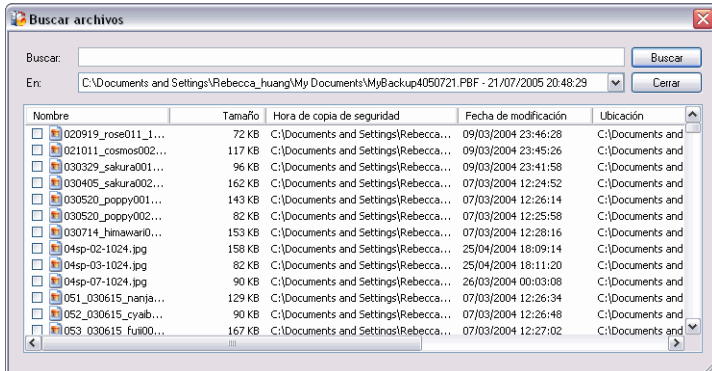 Buscar archivos
Buscar: Buscar
En: C:\Documents and Settings\Rebecca_huang\My Documents\MyBackup4050721.PBF - 21/07/2005 20:48:29 Cerrar
Nombre Tamaño Hora de copia de seguridad Fecha de modificación Ubicación
020919_rose011_1... 72 KB C:\Documents and Settings\Rebecca... 09/03/2004 23:46:28 C:\Documents and
021011_cosmos002... 117 KB C:\Documents and Settings\Rebecca... 09/03/2004 23:45:26 C:\Documents and
030329_sakura001... 96 KB C:\Documents and Settings\Rebecca... 09/03/2004 23:41:58 C:\Documents and
030405_sakura002... 162 KB C:\Documents and Settings\Rebecca... 07/03/2004 12:24:52 C:\Documents and
030520_poppy001... 143 KB C:\Documents and Settings\Rebecca... 07/03/2004 12:26:14 C:\Documents and
030520_poppy002... 82 KB C:\Documents and Settings\Rebecca... 07/03/2004 12:25:58 C:\Documents and
030714_himawari0... 153 KB C:\Documents and Settings\Rebecca... 07/03/2004 12:28:16 C:\Documents and
04sp-02-1024.jpg 158 KB C:\Documents and Settings\Rebecca... 25/04/2004 18:09:14 C:\Documents and
04sp-03-1024.jpg 82 KB C:\Documents and Settings\Rebecca... 25/04/2004 18:11:20 C:\Documents and
04sp-07-1024.jpg 90 KB C:\Documents and Settings\Rebecca... 26/03/2004 00:03:08 C:\Documents and
051_030615_nanja... 129 KB C:\Documents and Settings\Rebecca... 07/03/2004 12:26:34 C:\Documents and
052_030615_cyaib... 90 KB C:\Documents and Settings\Rebecca... 07/03/2004 12:26:48 C:\Documents and
053_030615_fuji00... 167 KB C:\Documents and Settings\Rebecca... 07/03/2004 12:27:02 C:\Documents and